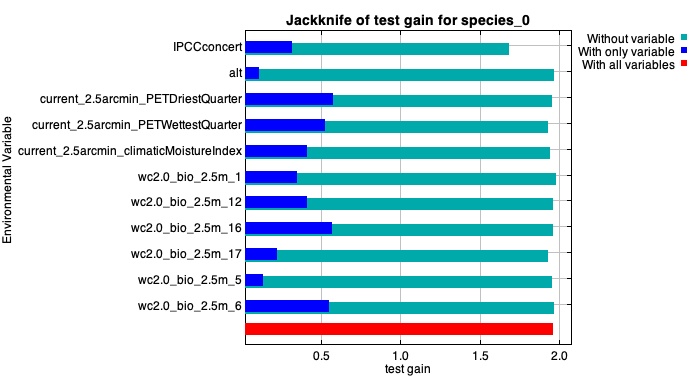 Jackknife of test gain for species_0
Without variable
With only variable
With all variables
Environmental Variable
IPCCconcert
alt
current_2.5arcmin_PETDriestQuarter
current_2.5arcmin_PETWettestQuarter
current_2.5arcmin_climaticMoistureIndex
wc2.0_bio_2.5m_1
wc2.0_bio_2.5m_12
wc2.0_bio_2.5m_16
wc2.0_bio_2.5m_17
wc2.0_bio_2.5m_5
wc2.0_bio_2.5m_6
0.5 1.0 1.5 2.0
test gain